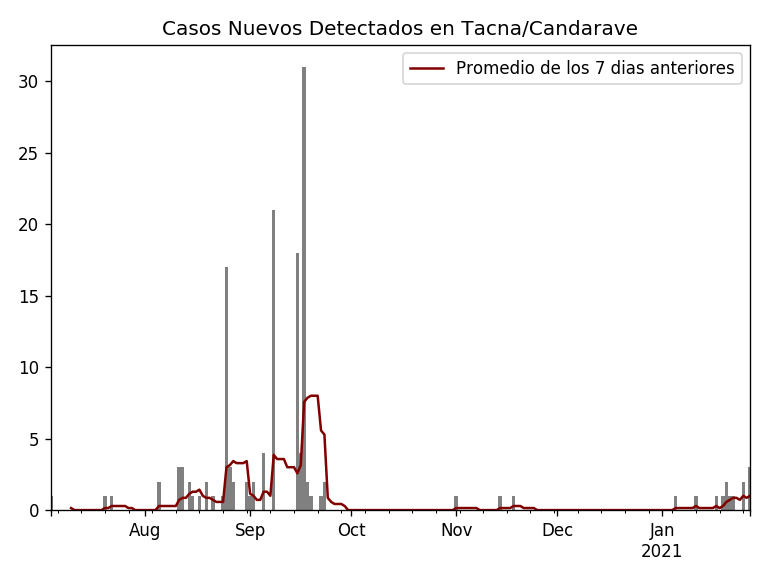 Casos Nuevos Detectados en Tacna/Candarave
Promedio de los 7 dias anteriores
30
25
20
15
10
5
0
Aug Sep Oct Nov Dec Jan
2021